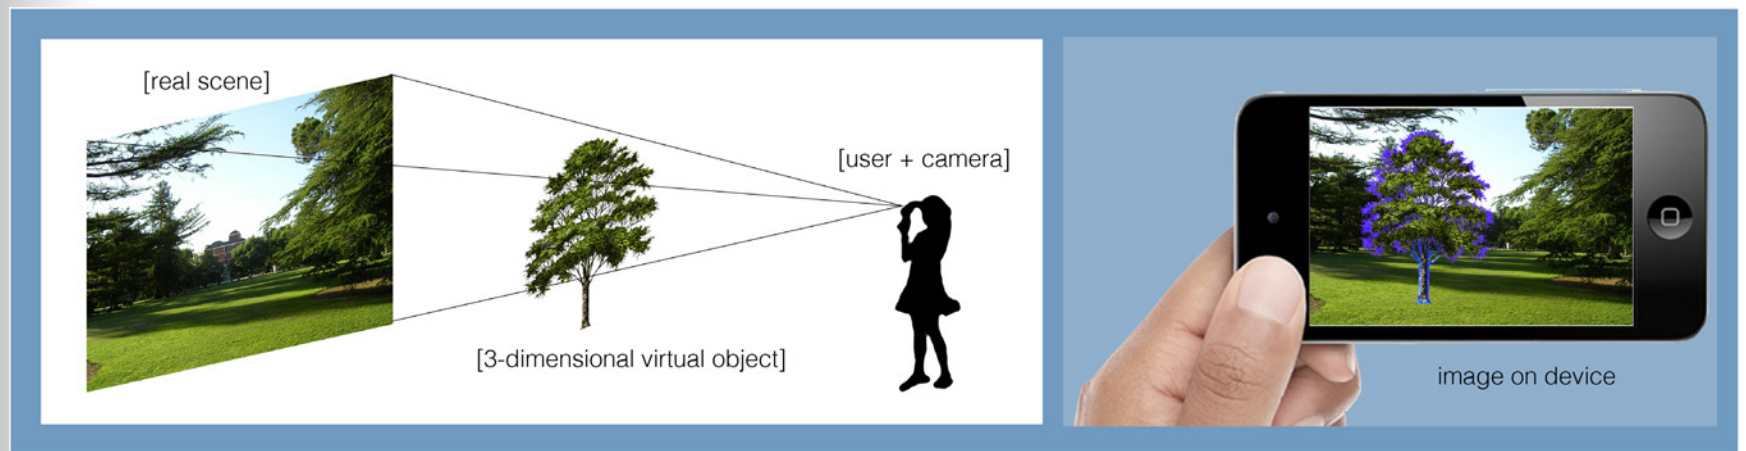 [real scene]
[user + camera]
[3-dimensional virtual object]
image on device